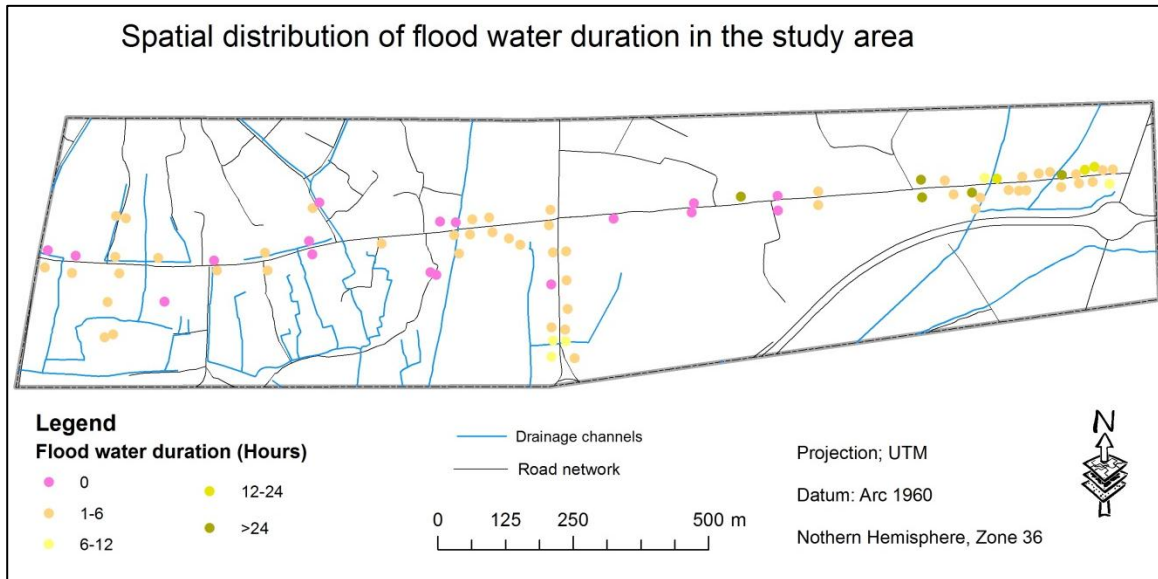 Spatial distribution of flood water duration in the study area
Legend
Flood water duration (Hours)
0
1-6
6-12
12-24
>24
Drainage channels
Road network
0 125 250 500 m
Projection; UTM
Datum: Arc 1960
Nothern Hemisphere, Zone 36
N